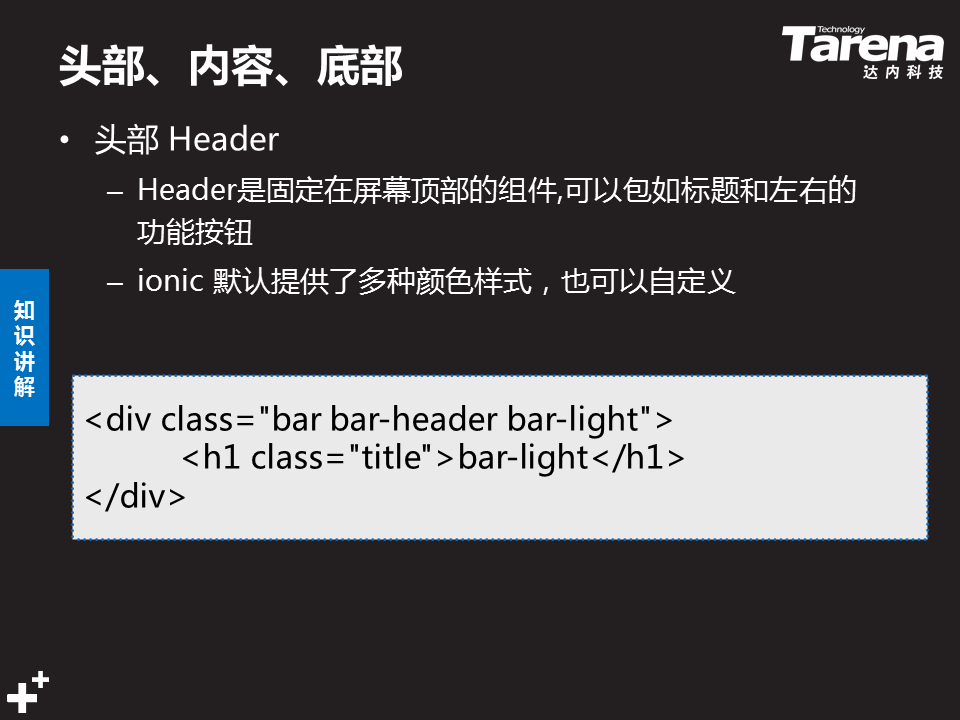 头部、内容、底部
Technology
Tarena
达内科技
• 头部 Header
– Header是固定在屏幕顶部的组件,可以包如标题和左右的
功能按钮
– ionic 默认提供了多种颜色样式，也可以自定义
知
识
讲
解
<div class="bar bar-header bar-light">
<h1 class="title">bar-light</h1>
</div>